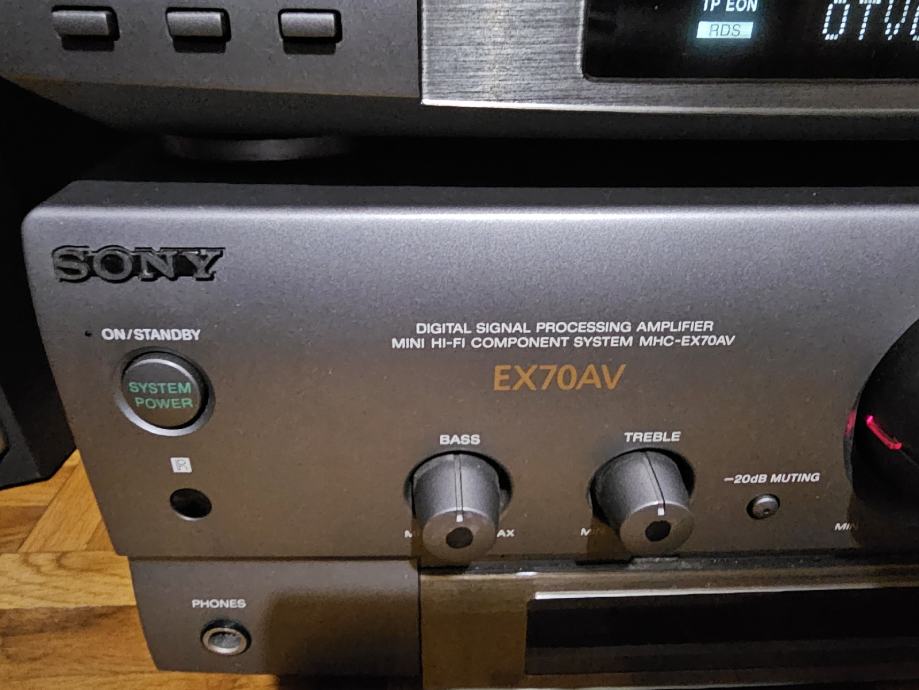 TP EON
RDS
SONY
ON/STANDBY
SYSTEM
POWER
DIGITAL SIGNAL PROCESSING AMPLIFIER
MINI HI-FI COMPONENT SYSTEM MHC-EX70AV
EX70AV
BASS
TREBLE
-20dB MUTING
MIN
PHONES